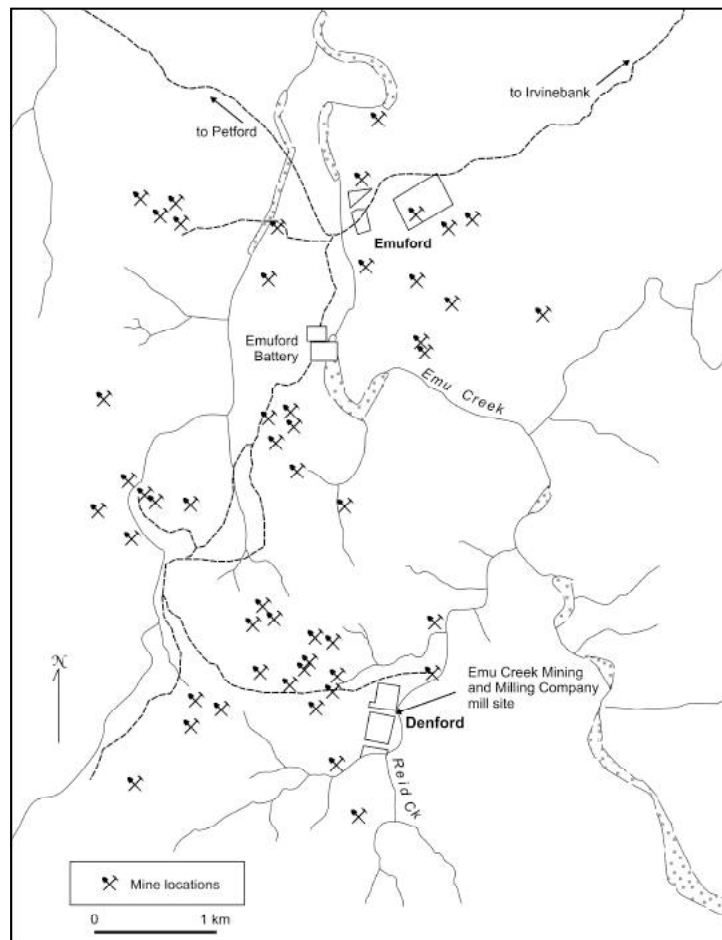 to Petford
to Irvinebank
Emuford
Emuford
Battery
Emu Creek
Emu Creek Mining
and Milling Company
mill site
Denford
Reid Ck
N
Mine locations
0 1 km